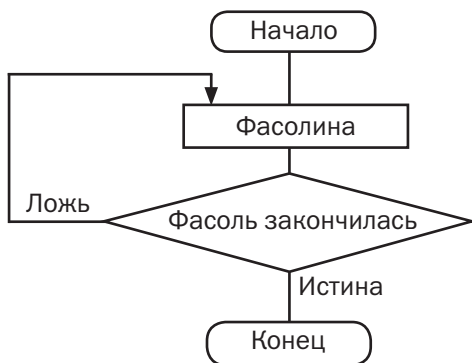 Начало
Фасолина
Ложь
Фасоль закончилась
Истина
Конец